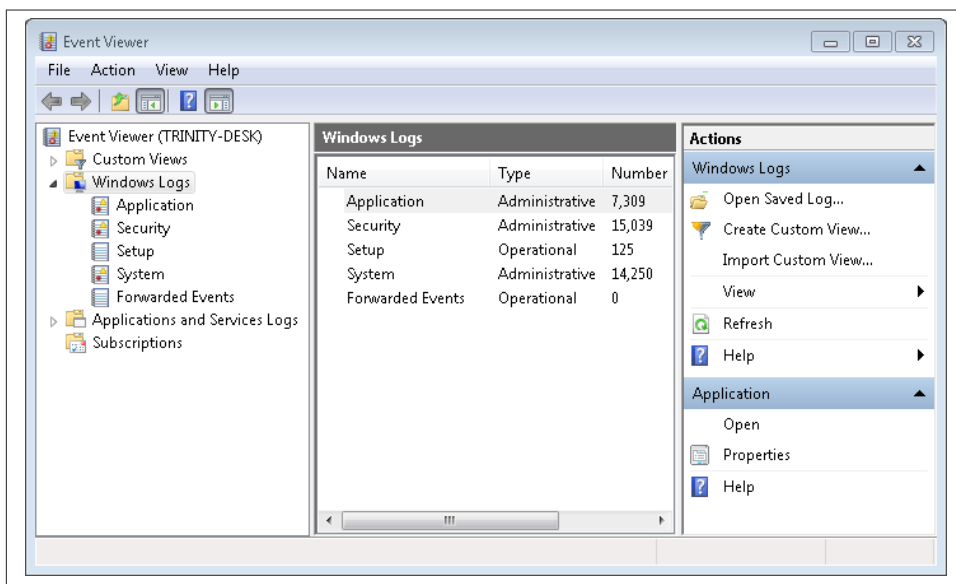 Event Viewer
File Action View Help
Event Viewer (TRINITY-DESK)
Custom Views
Windows Logs
Application
Security
Setup
System
Forwarded Events
Applications and Services Logs
Subscriptions
Windows Logs
Name Type Number
Application Administrative 7,309
Security Administrative 15,039
Setup Operational 125
System Administrative 14,250
Forwarded Events Operational 0
Actions
Windows Logs
Open Saved Log...
Create Custom View...
Import Custom View...
View
Refresh
Help
Application
Open
Properties
Help